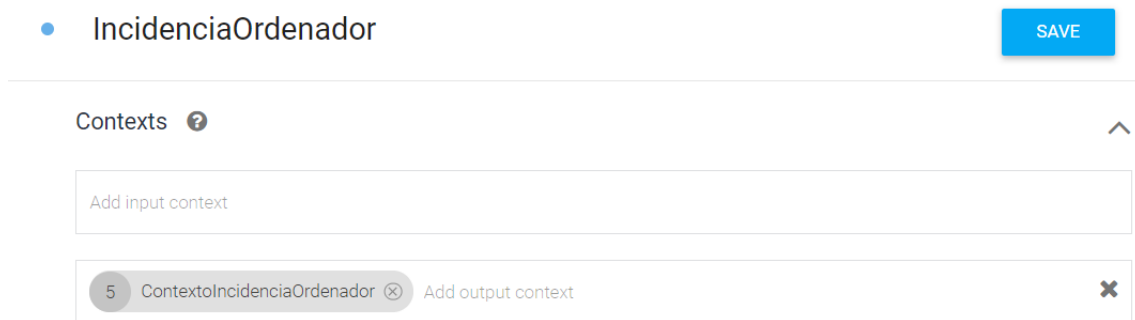 IncidenciaOrdenador SAVE
Contexts ?
Add input context
5 ContextoIncidenciaOrdenador Add output context